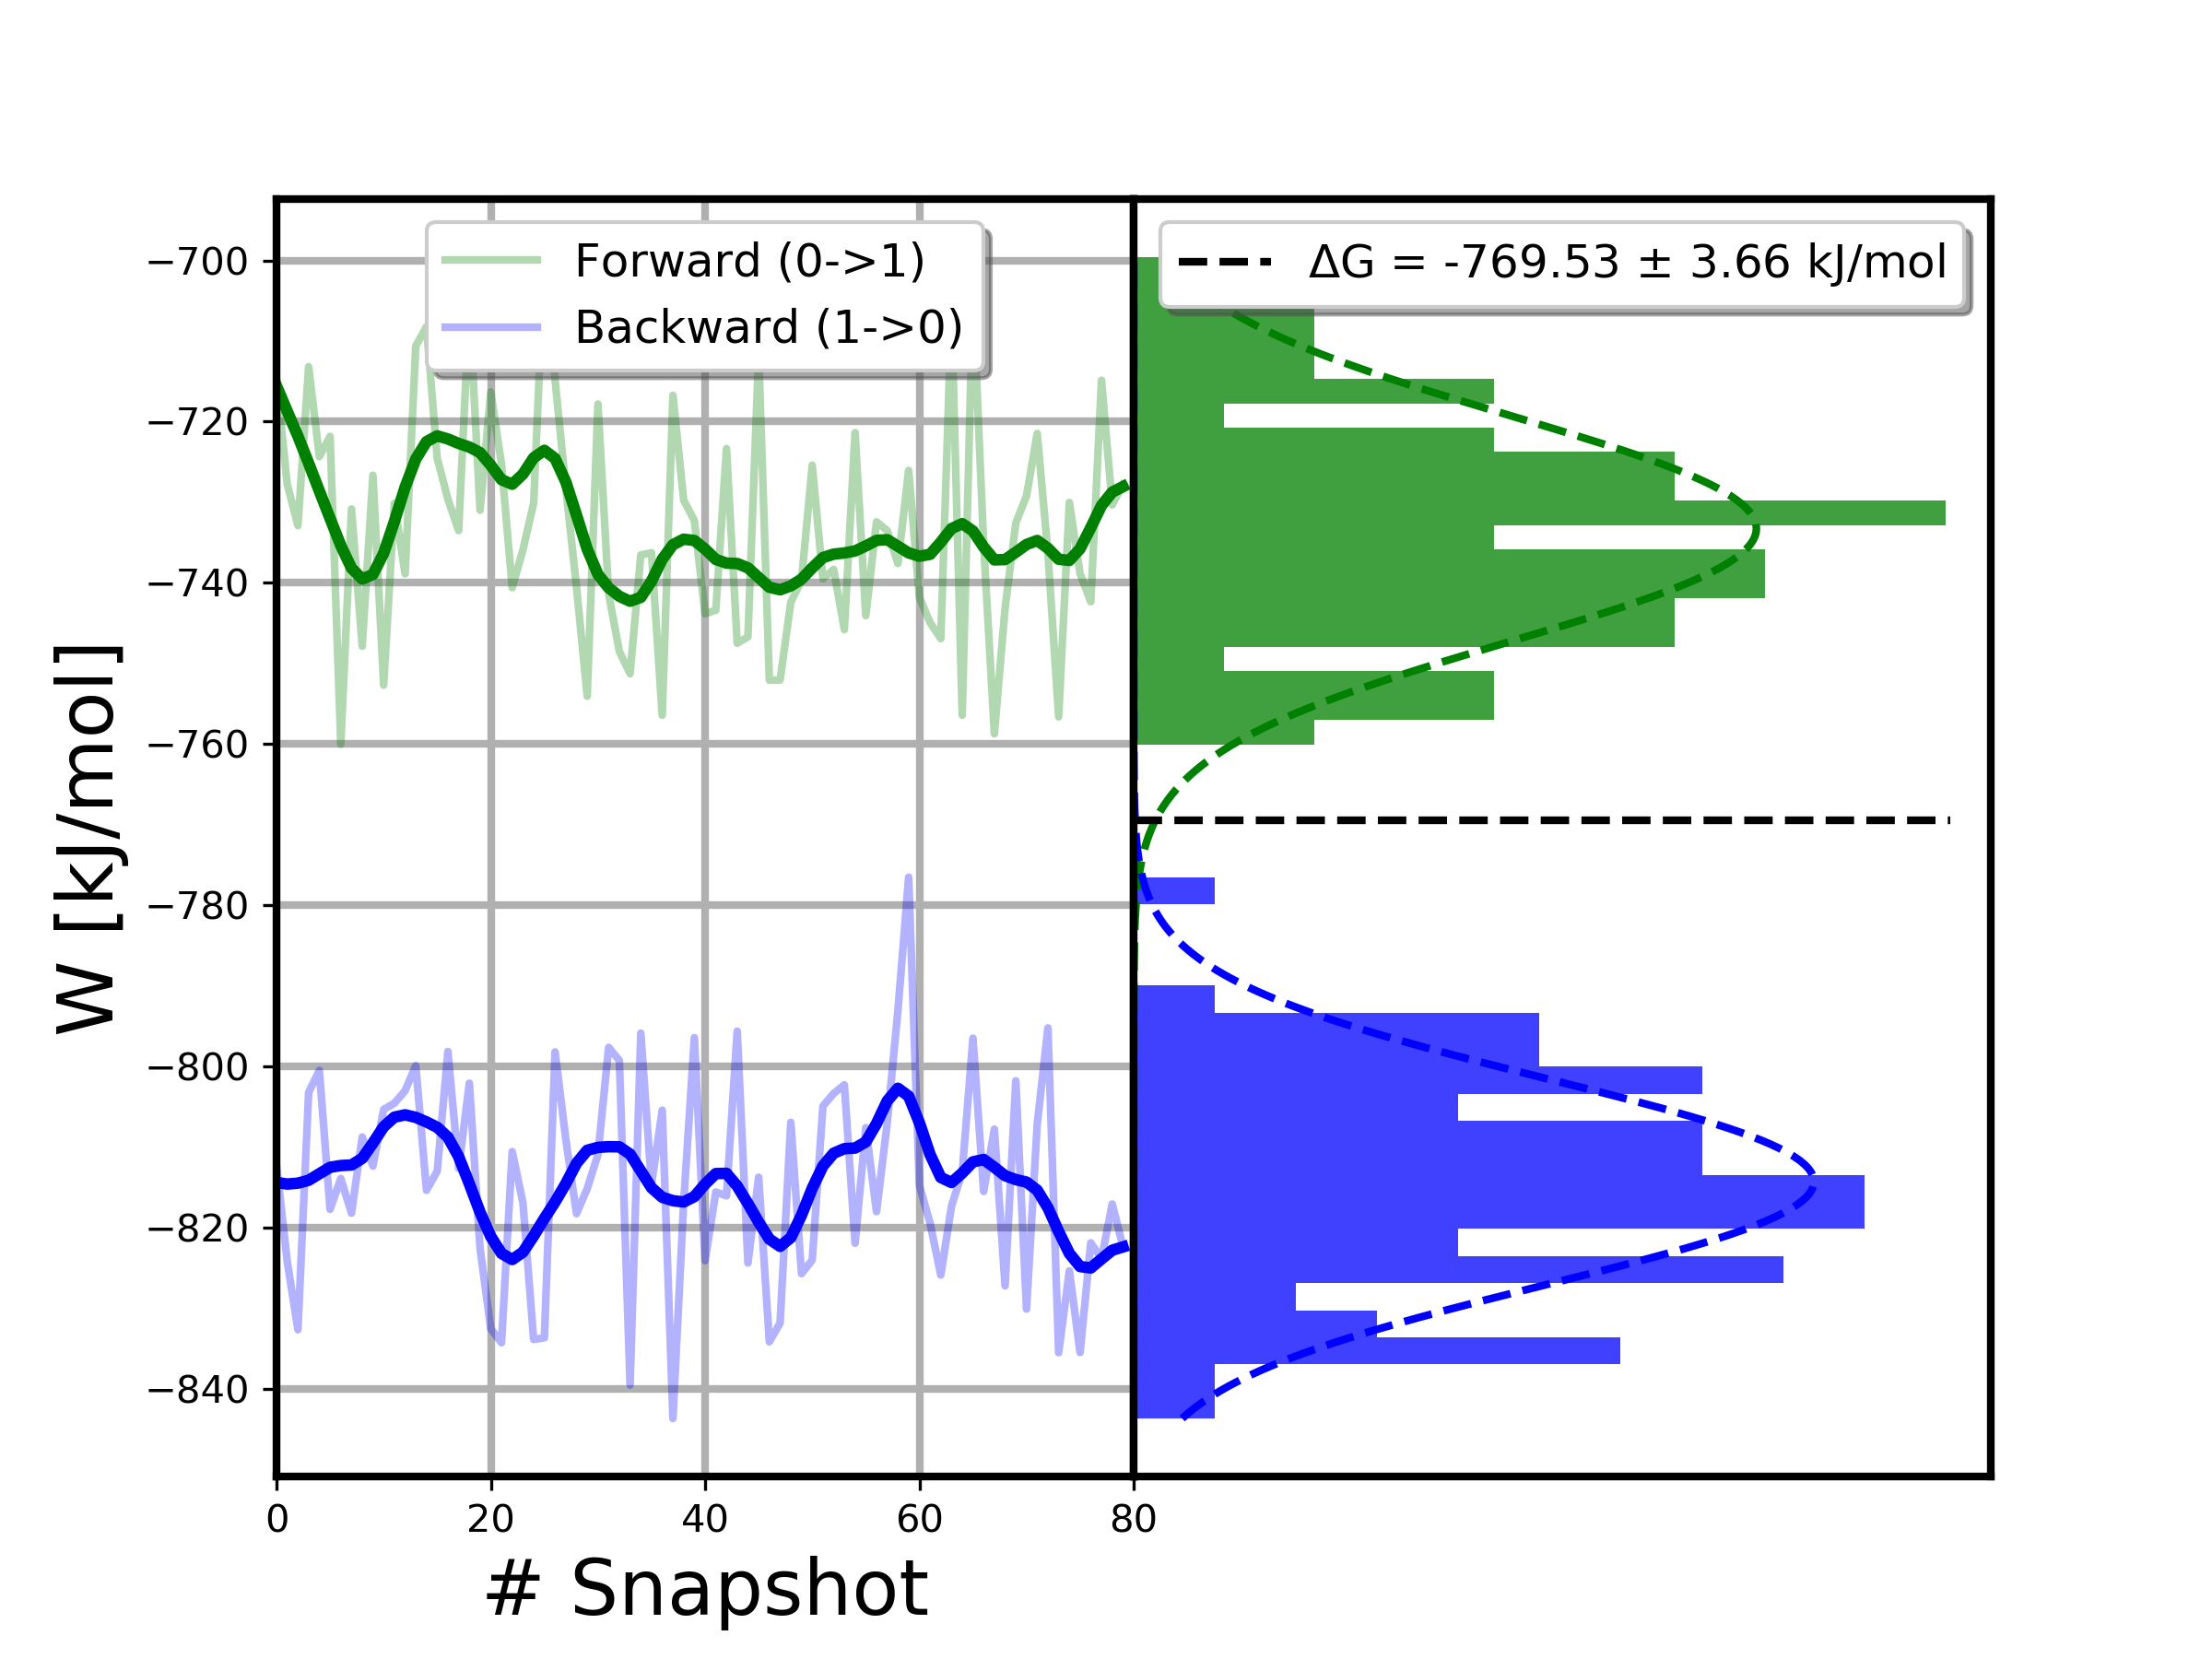 Forward (0->1)
Backward (1->0)
ΔG = -769.53 ± 3.66 kJ/mol
W [kJ/mol]
−700
−720
−740
−760
−780
−800
−820
−840
0 20 40 60 80
# Snapshot